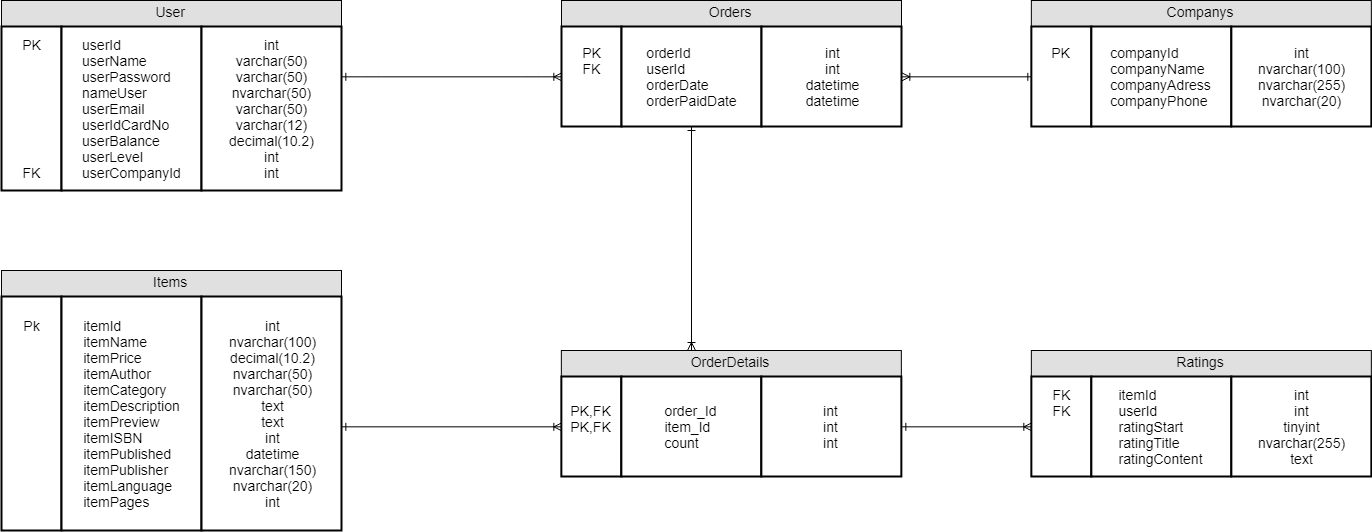 User
PK userId int
userName varchar(50)
userPassword varchar(50)
nameUser nvarchar(50)
userEmail varchar(50)
userIdCardNo varchar(12)
userBalance decimal(10.2)
userLevel int
FK userCompanyId int
Orders
PK orderId int
FK userId int
orderDate datetime
orderPaidDate datetime
Companys
PK companyId int
companyName nvarchar(100)
companyAdress nvarchar(255)
companyPhone nvarchar(20)
Items
Pk itemId int
itemName nvarchar(100)
itemPrice decimal(10.2)
itemAuthor nvarchar(50)
itemCategory nvarchar(50)
itemDescription text
itemPreview text
itemISBN int
itemPublished datetime
itemPublisher nvarchar(150)
itemLanguage nvarchar(20)
itemPages int
OrderDetails
PK,FK order_Id int
PK,FK item_Id int
count int
Ratings
FK itemId int
FK userId int
ratingStart tinyint
ratingTitle nvarchar(255)
ratingContent text